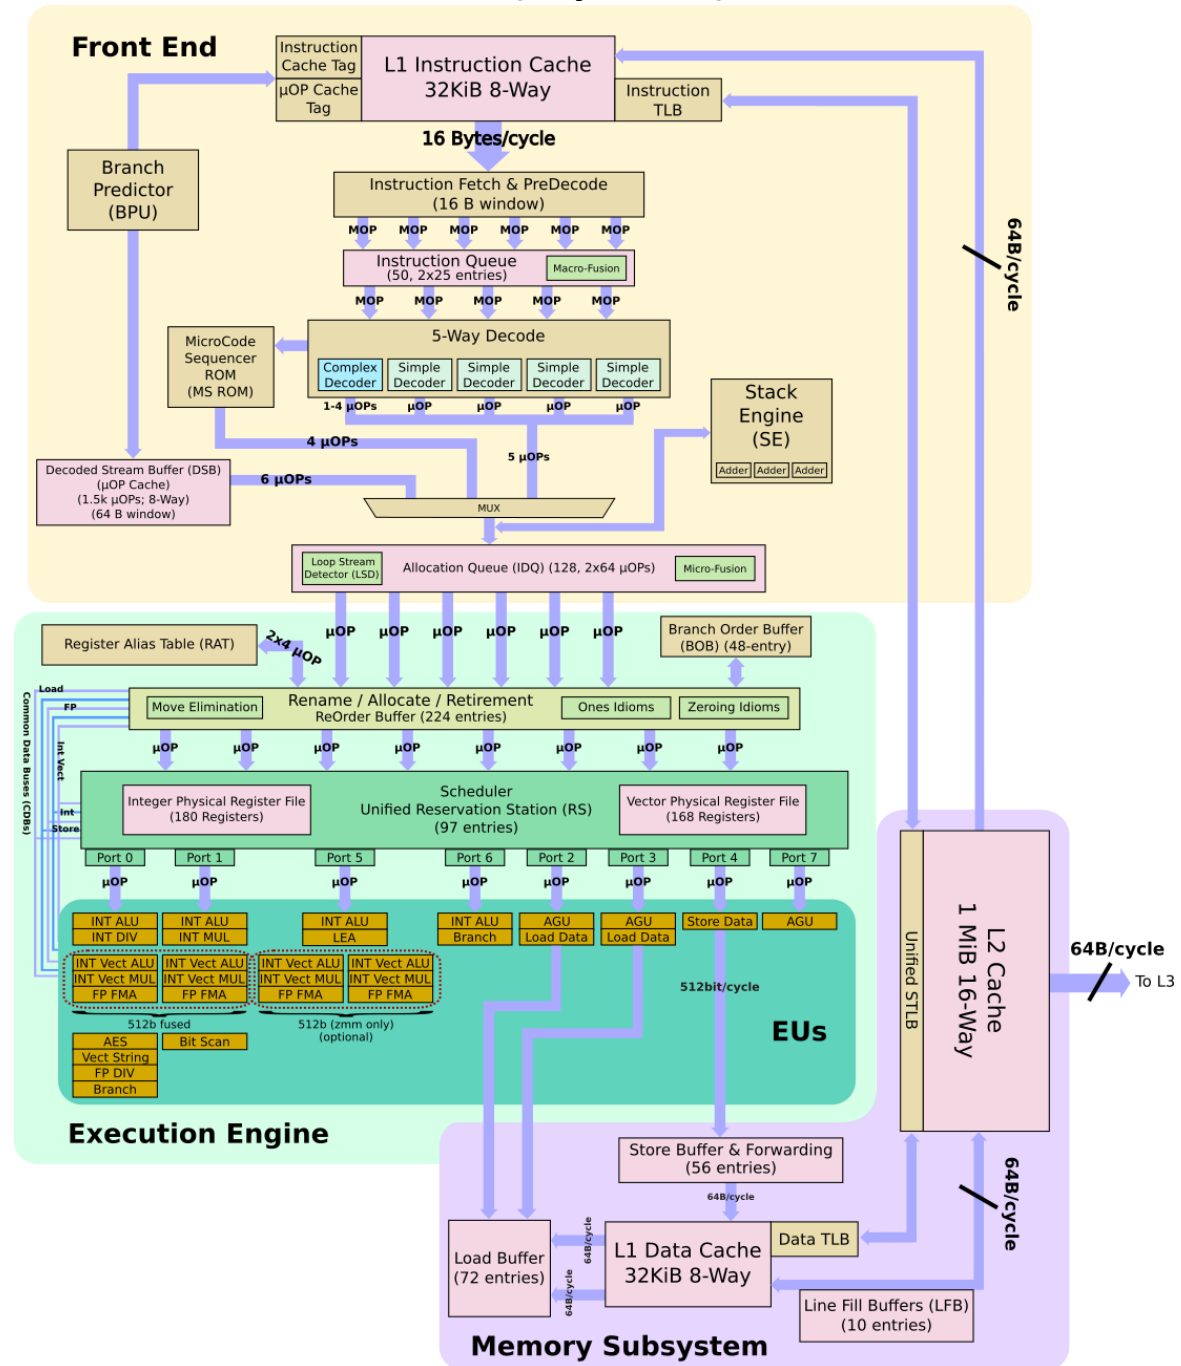 Front End
Instruction
Cache Tag
µOP Cache
Tag
L1 Instruction Cache
32KiB 8-Way
Instruction
TLB
16 Bytes/cycle
Branch
Predictor
(BPU)
Instruction Fetch & PreDecode
(16 B window)
MOP MOP MOP MOP MOP MOP
Instruction Queue
(50, 2x25 entries)
Macro-Fusion
MOP MOP MOP MOP MOP
64B/cycle
5-Way Decode
MicroCode
Sequencer
ROM
(MS ROM)
Complex
Decoder
Simple
Decoder
Simple
Decoder
Simple
Decoder
Simple
Decoder
1-4 µOPs µOP µOP µOP µOP
Stack
Engine
(SE)
Adder Adder Adder
4 µOPs
5 µOPs
Decoded Stream Buffer (DSB)
(µOP Cache)
(1.5k µOPs; 8-Way)
(64 B window)
6 µOPs
MUX
Loop Stream
Detector (LSD)
Allocation Queue (IDQ) (128, 2x64 µOPs)
Micro-Fusion
Register Alias Table (RAT)
2x4 µOP
µOP µOP µOP µOP µOP µOP
Branch Order Buffer
(BOB) (48-entry)
Load
FP
Common Data Buses (CDBs)
Int Vect
Int
Store
Move Elimination
Rename / Allocate / Retirement
ReOrder Buffer (224 entries)
Ones Idioms
Zeroing Idioms
µOP µOP µOP µOP µOP µOP µOP µOP
Scheduler
Unified Reservation Station (RS)
(97 entries)
Integer Physical Register File
(180 Registers)
Vector Physical Register File
(168 Registers)
Port 0 Port 1 Port 5 Port 6 Port 2 Port 3 Port 4 Port 7
µOP µOP µOP µOP µOP µOP µOP µOP
INT ALU
INT DIV
INT ALU
INT MUL
INT ALU
LEA
INT ALU
Branch
AGU
Load Data
AGU
Load Data
Store Data
AGU
INT Vect ALU
INT Vect MUL
FP FMA
INT Vect ALU
INT Vect MUL
FP FMA
INT Vect ALU
INT Vect MUL
FP FMA
INT Vect ALU
INT Vect MUL
FP FMA
512b fused
512b (zmm only)
(optional)
AES
Vect String
FP DIV
Branch
Bit Scan
512bit/cycle
EUs
Execution Engine
Unified STLB
L2 Cache
1 MiB 16-Way
64B/cycle
To L3
Store Buffer & Forwarding
(56 entries)
64B/cycle
64B/cycle
Load Buffer
(72 entries)
64B/cycle
64B/cycle
L1 Data Cache
32KiB 8-Way
Data TLB
Line Fill Buffers (LFB)
(10 entries)
Memory Subsystem